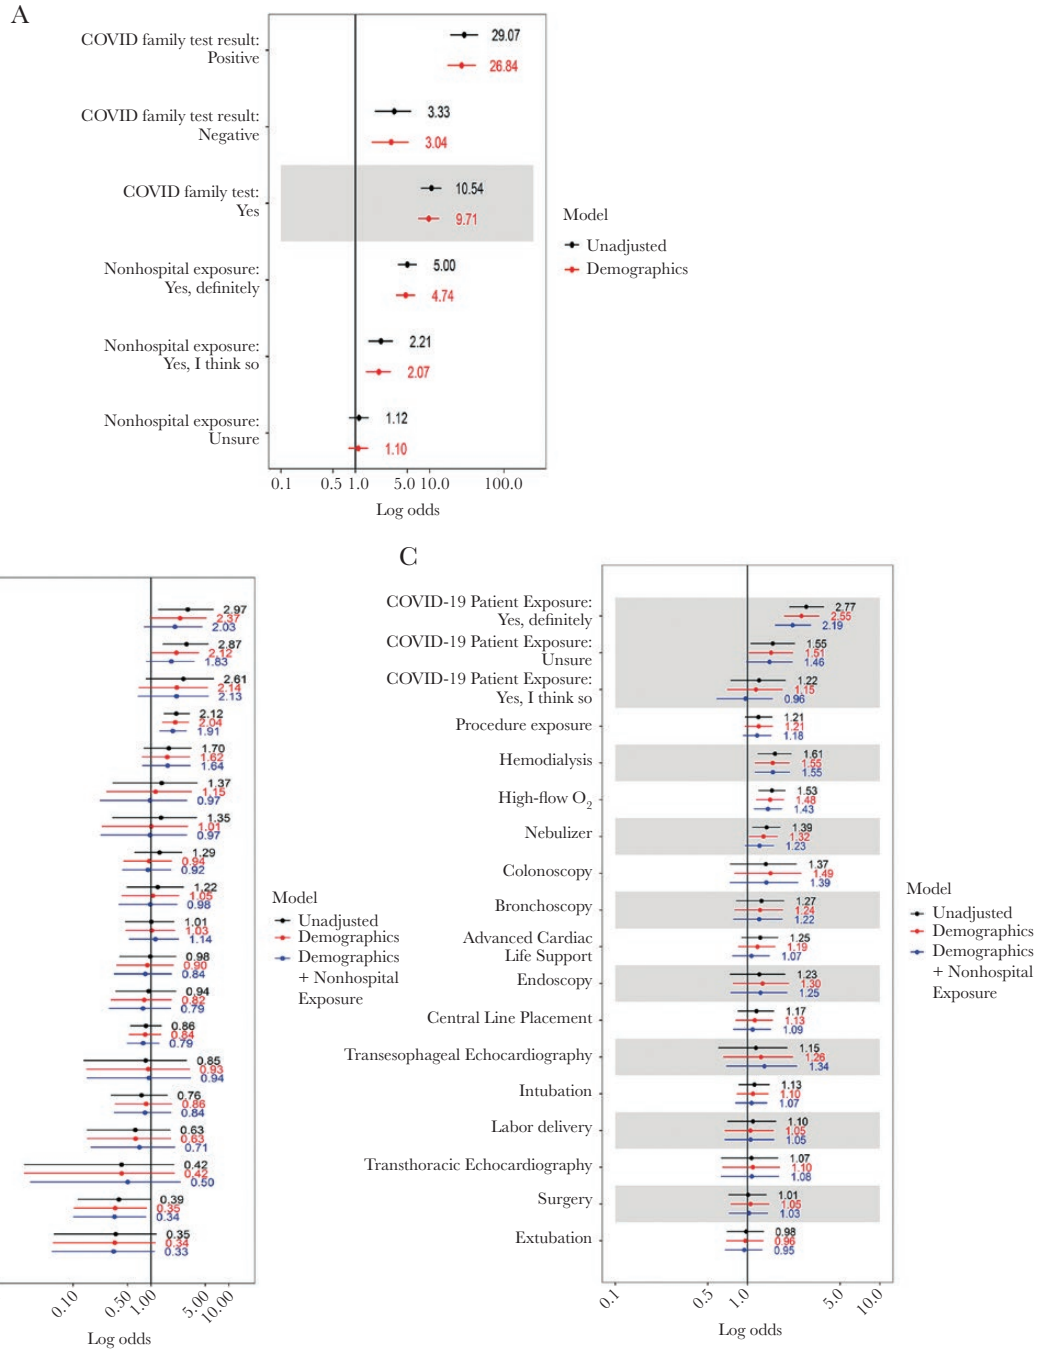 A
COVID family test result:
Positive
29.07
26.84
COVID family test result:
Negative
3.33
3.04
COVID family test:
Yes
10.54
9.71
Nonhospital exposure:
Yes, definitely
5.00
4.74
Nonhospital exposure:
Yes, I think so
2.21
2.07
Nonhospital exposure:
Unsure
1.12
1.10
0.1 0.5 1.0 5.0 10.0 100.0
Log odds
Model
Unadjusted
Demographics
2.97
2.37
2.03
2.87
2.12
1.83
2.61
2.14
2.13
2.12
2.04
1.91
1.70
1.62
1.64
1.37
1.15
0.97
1.35
1.01
0.97
1.29
0.94
0.92
1.22
1.05
0.98
1.01
1.03
1.14
0.98
0.90
0.84
0.94
0.82
0.79
0.86
0.84
0.79
0.85
0.93
0.94
0.76
0.86
0.84
0.63
0.63
0.71
0.42
0.42
0.50
0.39
0.35
0.34
0.35
0.34
0.33
0.10 0.50 1.00 5.00 10.00
Log odds
Model
Unadjusted
Demographics
Demographics
+ Nonhospital
Exposure
C
COVID-19 Patient Exposure:
Yes, definitely
2.77
2.55
2.19
COVID-19 Patient Exposure:
Unsure
1.55
1.51
1.46
COVID-19 Patient Exposure:
Yes, I think so
1.22
1.15
0.96
Procedure exposure
1.21
1.21
1.18
Hemodialysis
1.61
1.55
1.55
High-flow O2
1.53
1.48
1.43
Nebulizer
1.39
1.32
1.23
Colonoscopy
1.37
1.49
1.39
Bronchoscopy
1.27
1.24
1.22
Advanced Cardiac
Life Support
1.25
1.19
1.07
Endoscopy
1.23
1.30
1.25
Central Line Placement
1.17
1.13
1.09
Transesophageal Echocardiography
1.15
1.26
1.34
Intubation
1.13
1.10
1.07
Labor delivery
1.10
1.05
1.05
Transthoracic Echocardiography
1.07
1.10
1.08
Surgery
1.01
1.05
1.03
Extubation
0.98
0.96
0.95
0.1 0.5 1.0 5.0 10.0
Log odds
Model
Unadjusted
Demographics
Demographics
+ Nonhospital
Exposure